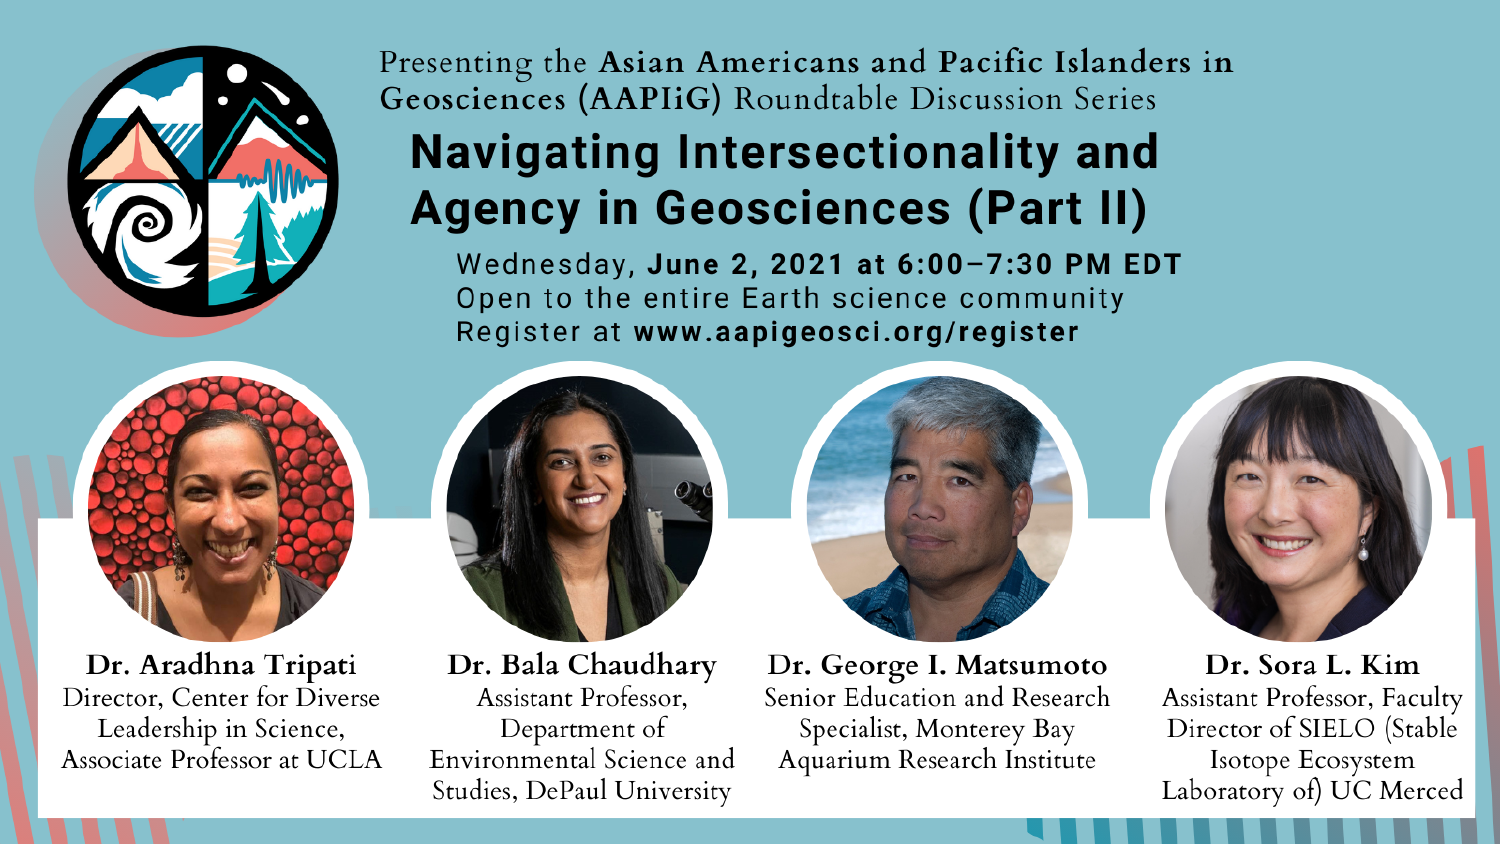 Presenting the Asian Americans and Pacific Islanders in
Geosciences (AAPIiG) Roundtable Discussion Series
Navigating Intersectionality and
Agency in Geosciences (Part II)
Wednesday, June 2, 2021 at 6:00–7:30 PM EDT
Open to the entire Earth science community
Register at www.aapigeosci.org/register
Dr. Aradhna Tripati
Director, Center for Diverse
Leadership in Science,
Associate Professor at UCLA
Dr. Bala Chaudhary
Assistant Professor,
Department of
Environmental Science and
Studies, DePaul University
Dr. George I. Matsumoto
Senior Education and Research
Specialist, Monterey Bay
Aquarium Research Institute
Dr. Sora L. Kim
Assistant Professor, Faculty
Director of SIELO (Stable
Isotope Ecosystem
Laboratory of) UC Merced